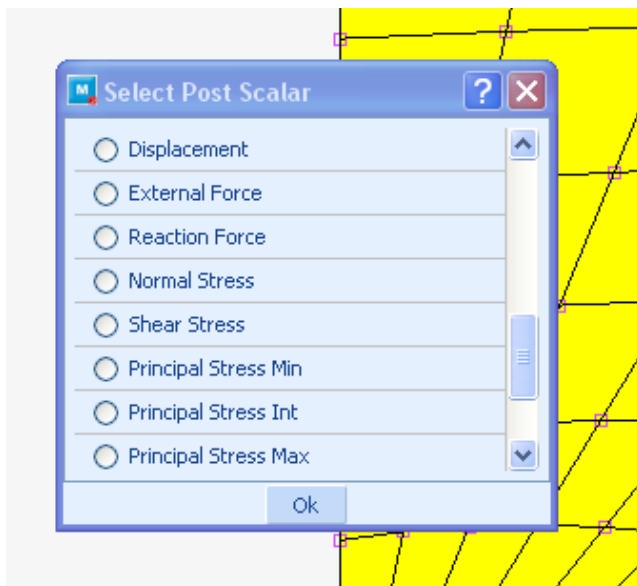 M
Select Post Scalar
?
Displacement
External Force
Reaction Force
Normal Stress
Shear Stress
Principal Stress Min
Principal Stress Int
Principal Stress Max
Ok